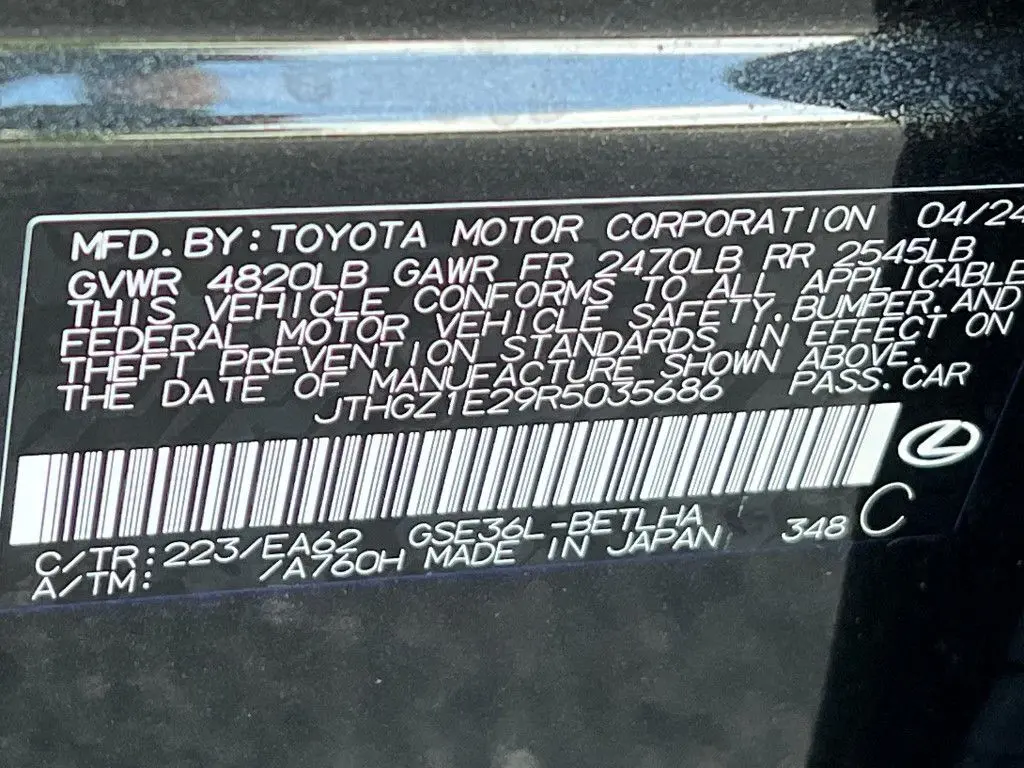 MFD. BY: TOYOTA MOTOR CORPORATION 04/24
GVWR 4820LB GAWR FR 2470LB RR 2545LB
THIS VEHICLE CONFORMS TO ALL APPLICABLE
FEDERAL MOTOR VEHICLE SAFETY, BUMPER, AND
THEFT PREVENTION STANDARDS IN EFFECT ON
THE DATE OF MANUFACTURE SHOWN ABOVE.
JTHGZ1E29R5035686 PASS. CAR
C/TR: 223/EA62 GSE36L-BETLHA 348 C
A/TM: /A760H MADE IN JAPAN